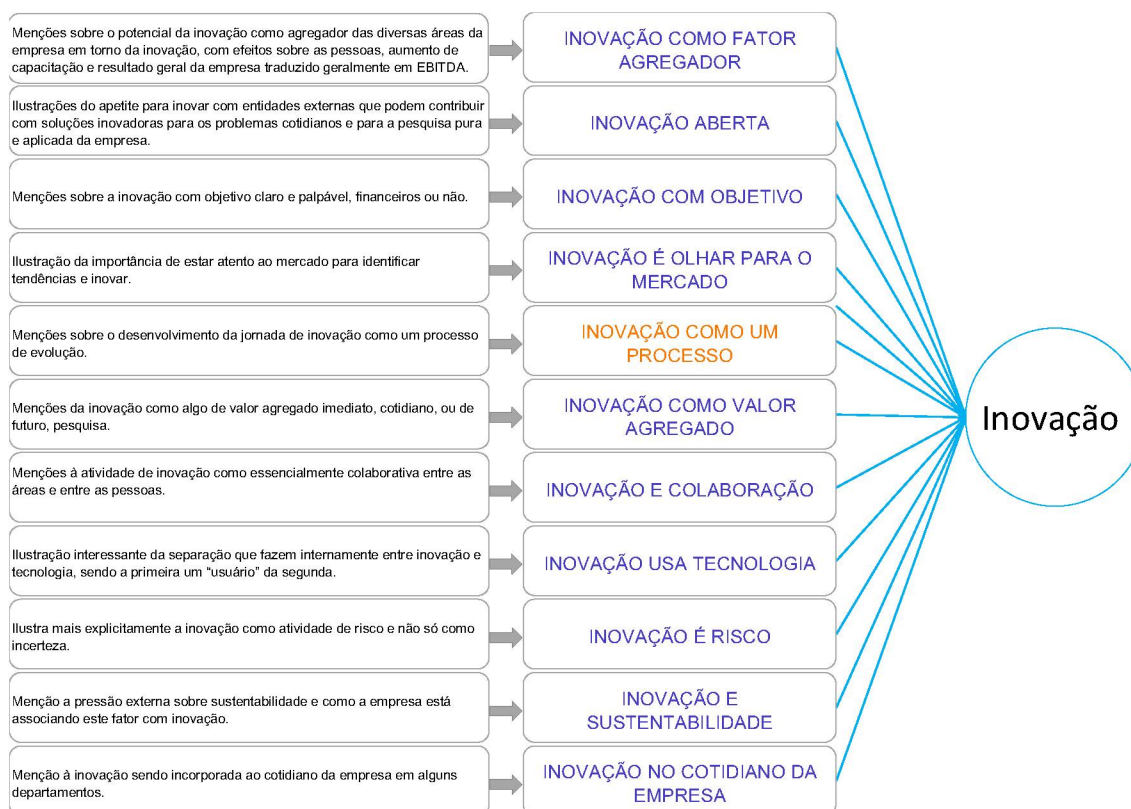 Menções sobre o potencial da inovação como agregador das diversas áreas da
empresa em torno da inovação, com efeitos sobre as pessoas, aumento de
capacitação e resultado geral da empresa traduzido geralmente em EBITDA.
INOVAÇÃO COMO FATOR
AGREGADOR
Ilustrações do apetite para inovar com entidades externas que podem contribuir
com soluções inovadoras para os problemas cotidianos e para a pesquisa pura
e aplicada da empresa.
INOVAÇÃO ABERTA
Menções sobre a inovação com objetivo claro e palpável, financeiros ou não.
INOVAÇÃO COM OBJETIVO
Ilustração da importância de estar atento ao mercado para identificar
tendências e inovar.
INOVAÇÃO É OLHAR PARA O
MERCADO
Menções sobre o desenvolvimento da jornada de inovação como um processo
de evolução.
INOVAÇÃO COMO UM
PROCESSO
Menções da inovação como algo de valor agregado imediato, cotidiano, ou de
futuro, pesquisa.
INOVAÇÃO COMO VALOR
AGREGADO
Menções à atividade de inovação como essencialmente colaborativa entre as
áreas e entre as pessoas.
INOVAÇÃO E COLABORAÇÃO
Ilustração interessante da separação que fazem internamente entre inovação e
tecnologia, sendo a primeira um “usuário” da segunda.
INOVAÇÃO USA TECNOLOGIA
Ilustra mais explicitamente a inovação como atividade de risco e não só como
incerteza.
INOVAÇÃO É RISCO
Menção a pressão externa sobre sustentabilidade e como a empresa está
associando este fator com inovação.
INOVAÇÃO E
SUSTENTABILIDADE
Menção à inovação sendo incorporada ao cotidiano da empresa em alguns
departamentos.
INOVAÇÃO NO COTIDIANO DA
EMPRESA
Inovação